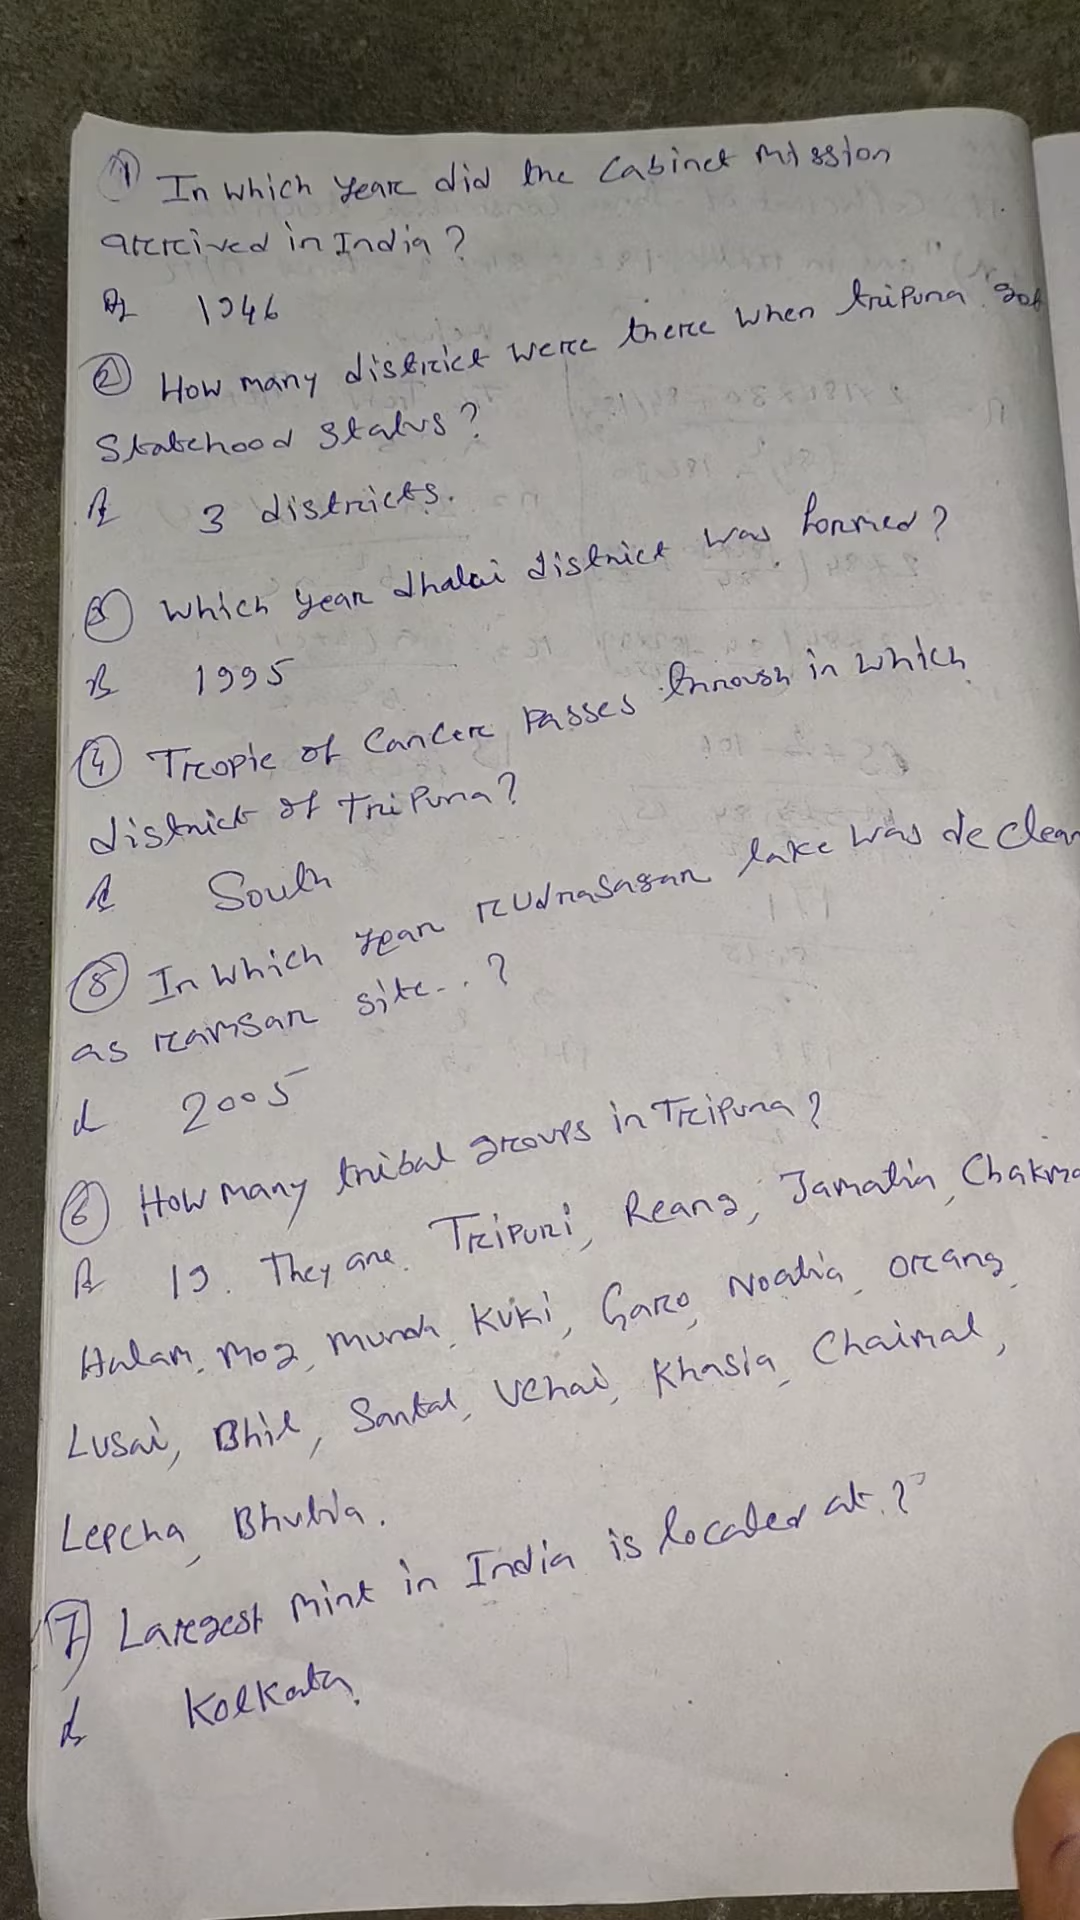 1 In which year did the Cabinet Mission
arrived in India?
A 1946
2 How many district were there when tripura got
Statehood Status?
A 3 districts.
3 Which year dhalai district was formed?
A 1995
4 Tropic of Cancer passes through in which
district of Tripura?
A South
5 In which year rudrasagar lake was declear
as ramsar site...?
A 2005
6 How many tribal groups in Tripura?
A 19. They are. Tripuri, Reang, Jamatia, Chakma
Halam, Mog, Munda, Kuki, Garo, Noatia, Orang,
Lusai, Bhil, Santal, Uchai, Khasia, Chaimal,
Lepcha, Bhutia.
7 Largest Mint in India is located at.?
A Kolkata.